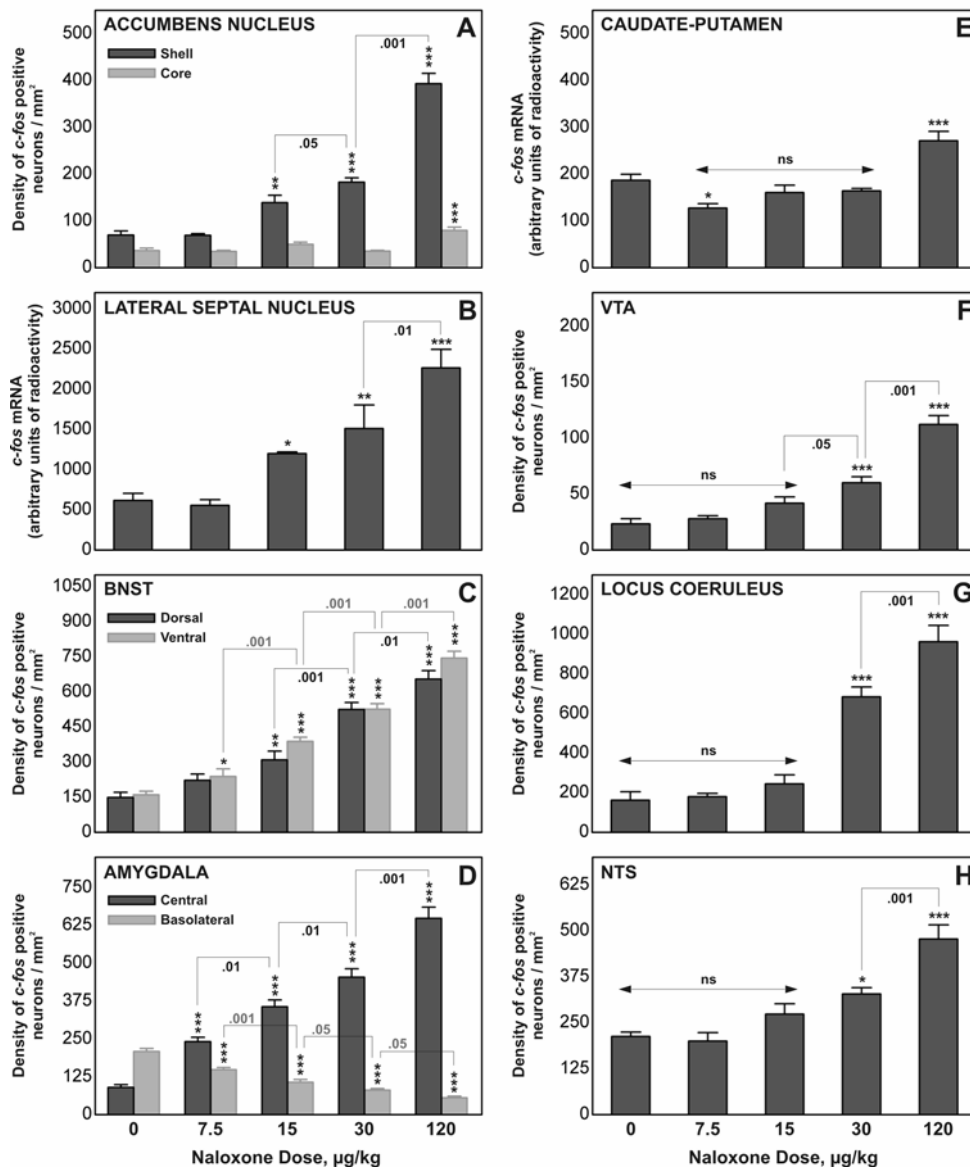 ACCUMBENS NUCLEUS
A
Shell
Core
Density of c-fos positive
neurons / mm²
500
400
300
200
100
0
**
.05
***
.001
***
***
LATERAL SEPTAL NUCLEUS
B
c-fos mRNA
(arbitrary units of radioactivity)
3000
2500
2000
1500
1000
500
0
*
**
.01
***
BNST
C
Dorsal
Ventral
Density of c-fos positive
neurons / mm²
1050
900
750
600
450
300
150
0
.001
.001
.001
.001
.01
*
**
***
***
***
***
***
AMYGDALA
D
Central
Basolateral
Density of c-fos positive
neurons / mm²
750
625
500
375
250
125
0
.01
.01
.001
.001
.05
.05
***
***
***
***
***
***
***
***
0 7.5 15 30 120
Naloxone Dose, µg/kg
CAUDATE-PUTAMEN
E
c-fos mRNA
(arbitrary units of radioactivity)
500
400
300
200
100
0
ns
*
***
VTA
F
Density of c-fos positive
neurons / mm²
200
150
100
50
0
ns
.05
.001
***
***
LOCUS COERULEUS
G
Density of c-fos positive
neurons / mm²
1200
1000
800
600
400
200
0
ns
.001
***
***
NTS
H
Density of c-fos positive
neurons / mm²
625
500
375
250
125
0
ns
.001
*
***
0 7.5 15 30 120
Naloxone Dose, µg/kg